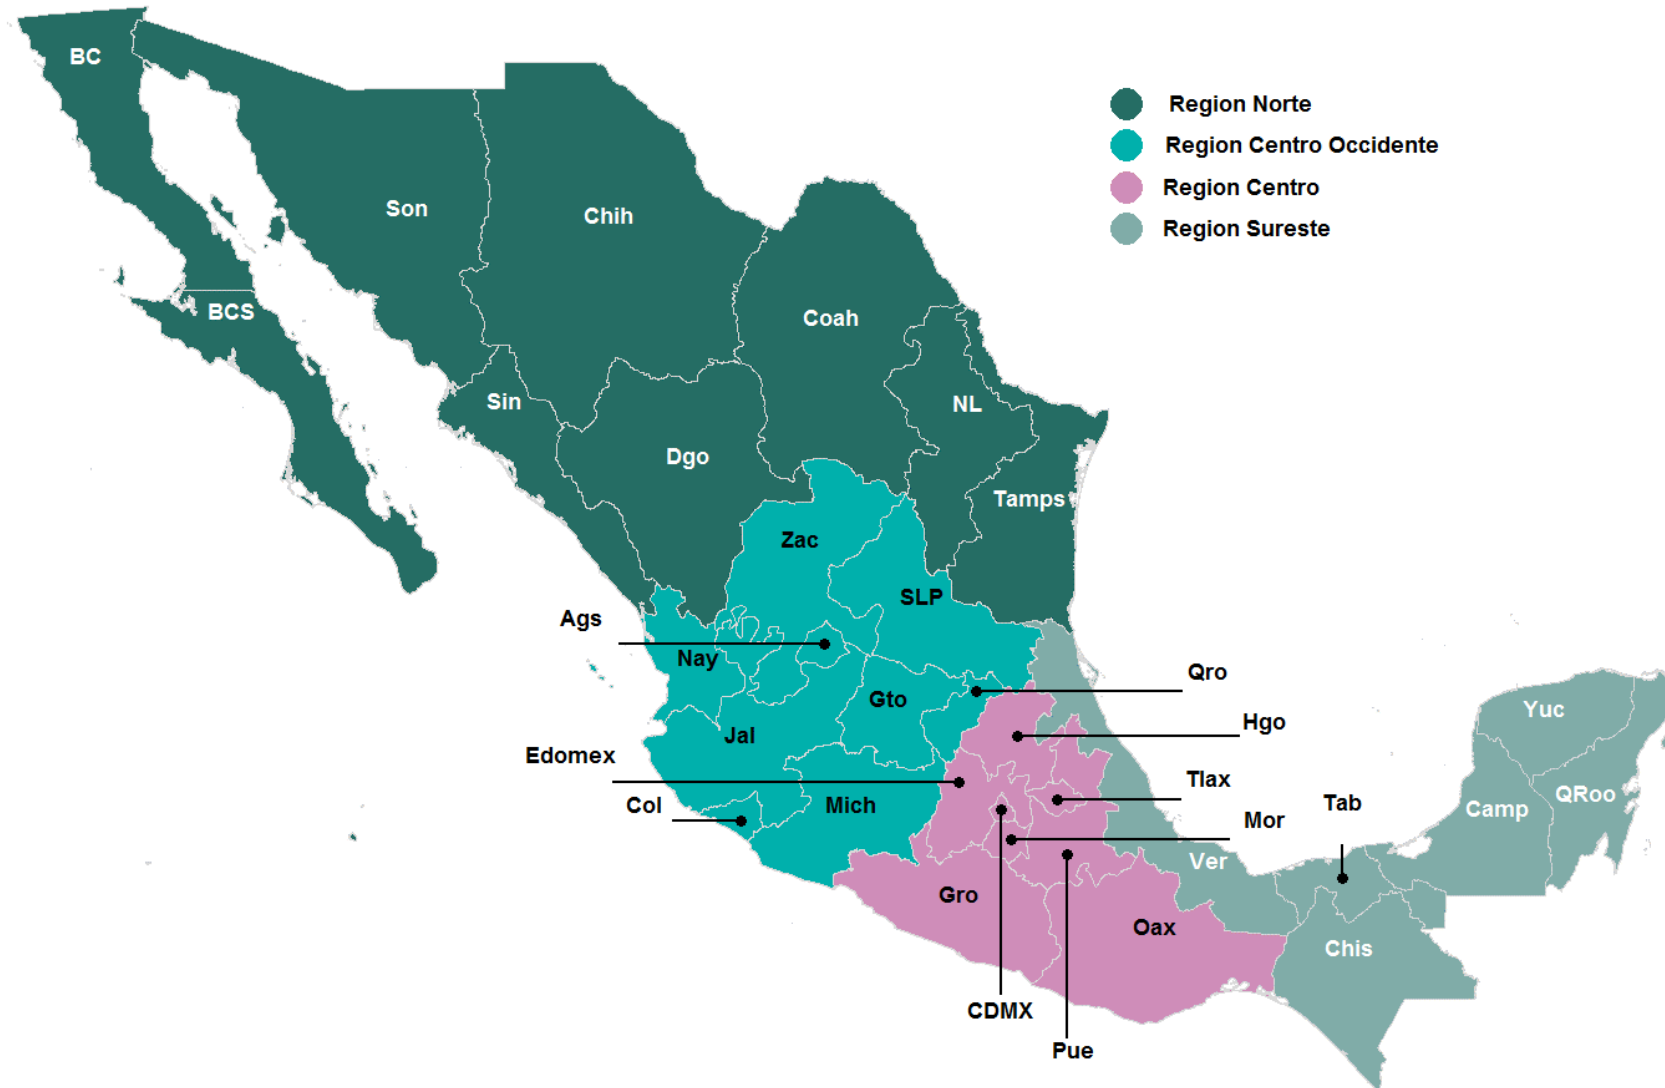 BC
Region Norte
Region Centro Occidente
Region Centro
Region Sureste
Son
Chih
BCS
Coah
Sin
NL
Dgo
Tamps
Zac
SLP
Ags
Nay
Qro
Gto
Yuc
Hgo
Jal
Edomex
Tlax
QRoo
Col
Mich
Tab
Camp
Mor
Ver
Gro
Oax
Chis
CDMX
Pue